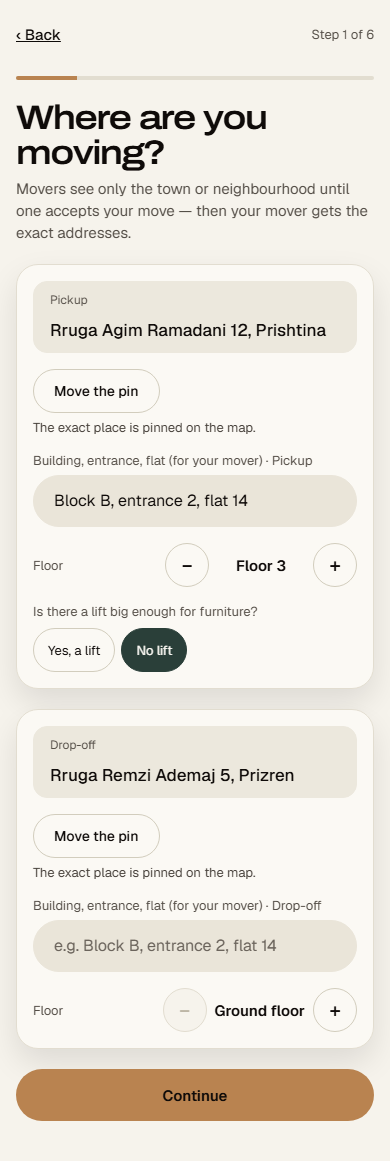 ‹ Back
Step 1 of 6
Where are you
moving?
Movers see only the town or neighbourhood until
one accepts your move — then your mover gets the
exact addresses.
Pickup
Rruga Agim Ramadani 12, Prishtina
Move the pin
The exact place is pinned on the map.
Building, entrance, flat (for your mover) · Pickup
Block B, entrance 2, flat 14
Floor
−
Floor 3
+
Is there a lift big enough for furniture?
Yes, a lift
No lift
Drop-off
Rruga Remzi Ademaj 5, Prizren
Move the pin
The exact place is pinned on the map.
Building, entrance, flat (for your mover) · Drop-off
e.g. Block B, entrance 2, flat 14
Floor
−
Ground floor
+
Continue